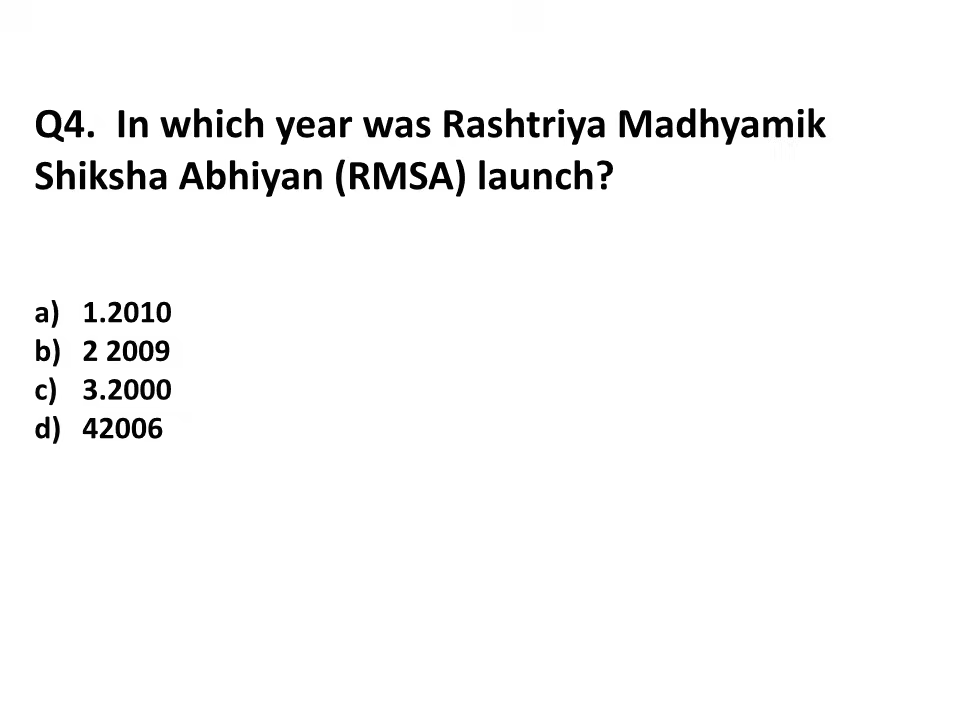 Q4.  In which year was Rashtriya Madhyamik
Shiksha Abhiyan (RMSA) launch?
a) 1.2010
b) 2 2009
c) 3.2000
d) 42006